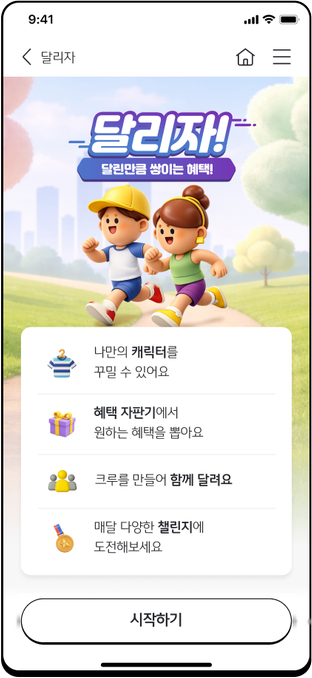 9:41
달리자
달리자!
달린만큼 쌓이는 혜택!
나만의 캐릭터를
꾸밀 수 있어요
혜택 자판기에서
원하는 혜택을 뽑아요
크루를 만들어 함께 달려요
매달 다양한 챌린지에
도전해보세요
시작하기